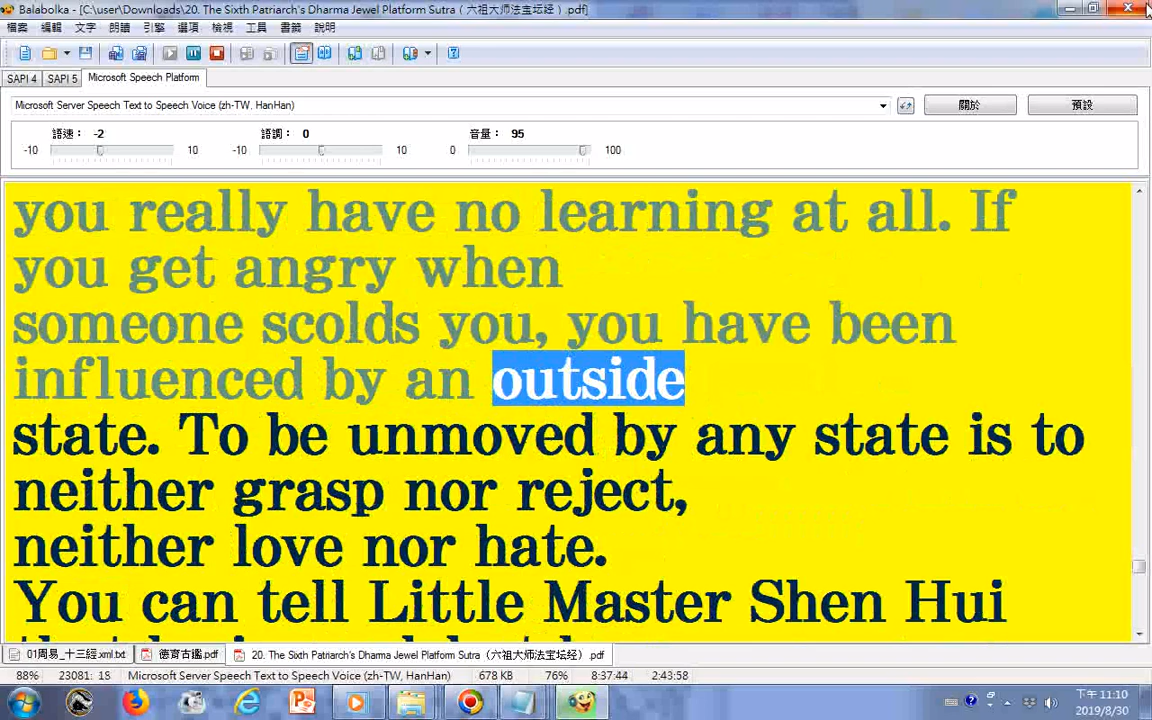 Balabolka - [C:\user\Downloads\20. The Sixth Patriarch's Dharma Jewel Platform Sutra（六祖大师法宝坛经）.pdf]
檔案 編輯 文字 朗讀 引擎 選項 檢視 工具 書籤 說明
SAPI 4 SAPI 5 Microsoft Speech Platform
Microsoft Server Speech Text to Speech Voice (zh-TW, HanHan) 關於 預設
語速： -2 語調： 0 音量： 95
-10 10 -10 10 0 100
you really have no learning at all. If
you get angry when
someone scolds you, you have been
influenced by an outside
state. To be unmoved by any state is to
neither grasp nor reject,
neither love nor hate.
You can tell Little Master Shen Hui
01周易_十三經.xml.txt 德育古鑑.pdf 20. The Sixth Patriarch's Dharma Jewel Platform Sutra（六祖大师法宝坛经）.pdf
88% 23081: 18 Microsoft Server Speech Text to Speech Voice (zh-TW, HanHan) 678 KB 76% 8:37:44 2:43:58
下午 11:10
2019/8/30